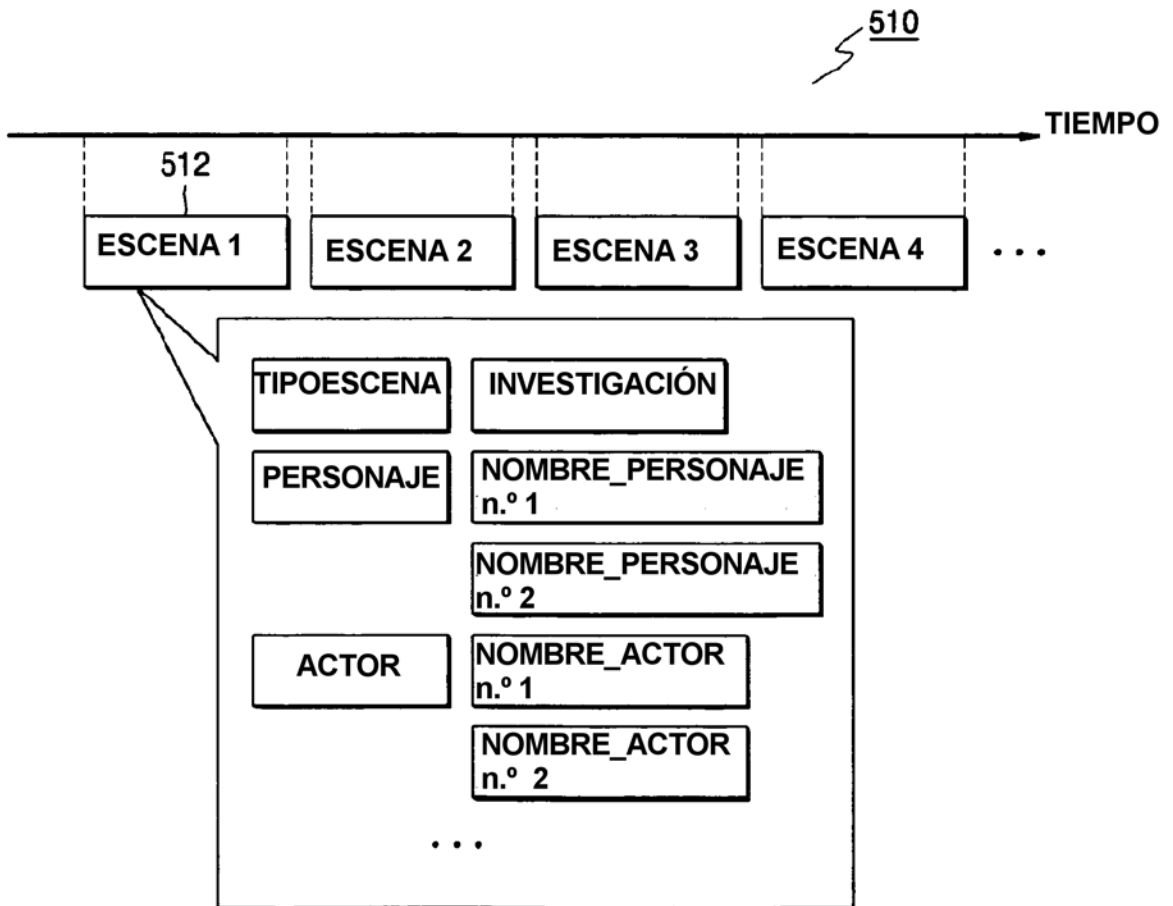 510
TIEMPO
512
ESCENA 1
ESCENA 2
ESCENA 3
ESCENA 4
...
TIPOESCENA
INVESTIGACIÓN
PERSONAJE
NOMBRE_PERSONAJE
n.º 1
NOMBRE_PERSONAJE
n.º 2
ACTOR
NOMBRE_ACTOR
n.º 1
NOMBRE_ACTOR
n.º 2
...